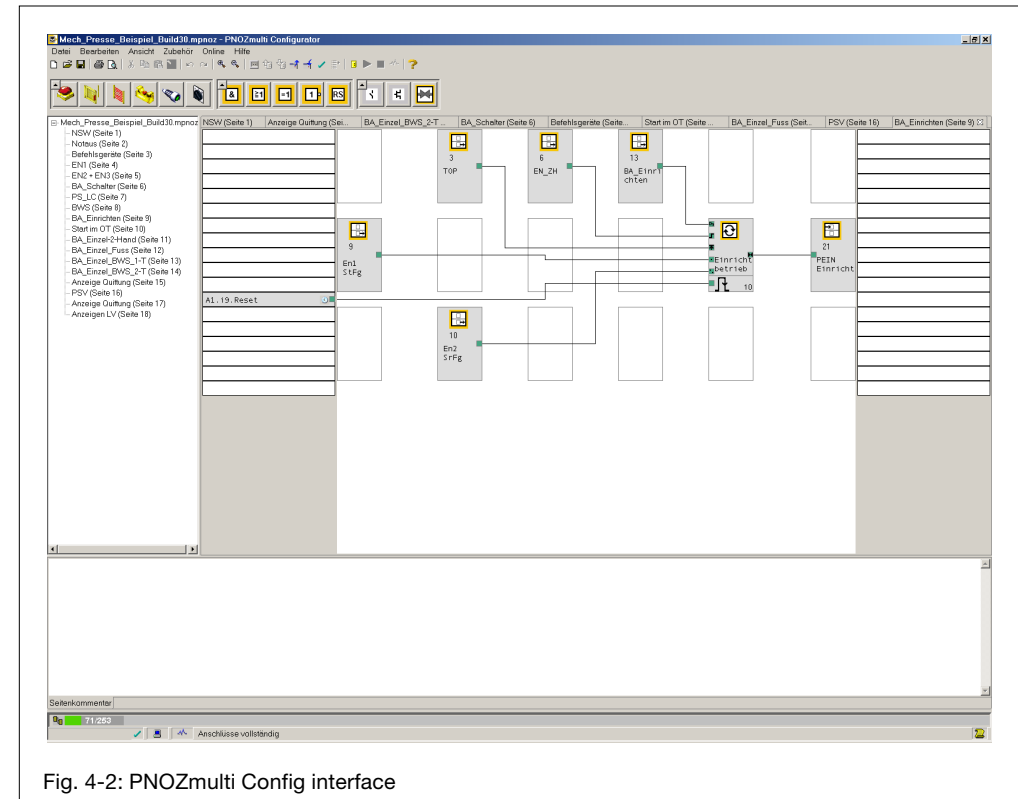 Mech_Presse_Beispiel_Build30.mpnoz - PNOZmulti Configurator
Datei Bearbeiten Ansicht Zubehör Online Hilfe
& ≥1 =1 1 RS
Mech_Presse_Beispiel_Build30.mpnoz
NSW (Seite 1)
Notaus (Seite 2)
Befehlsgeräte (Seite 3)
EN1 (Seite 4)
EN2 + EN3 (Seite 5)
BA_Schalter (Seite 6)
PS_LC (Seite 7)
BWS (Seite 8)
BA_Einrichten (Seite 9)
Start im OT (Seite 10)
BA_Einzel-2-Hand (Seite 11)
BA_Einzel_Fuss (Seite 12)
BA_Einzel_BWS_1-T (Seite 13)
BA_Einzel_BWS_2-T (Seite 14)
Anzeige Quittung (Seite 15)
PSV (Seite 16)
Anzeige Quittung (Seite 17)
Anzeigen LV (Seite 18)
NSW (Seite 1) Anzeige Quittung (Sei... BA_Einzel_BWS_2-T ... BA_Schalter (Seite 6) Befehlsgeräte (Seite... Start im OT (Seite ... BA_Einzel_Fuss (Seit... PSV (Seite 16) BA_Einrichten (Seite 9)
3
TOP
6
EN_ZH
13
BA_Einri
chten
9
En1
StFg
Einricht
betrieb
10
21
PEIN
Einricht
A1.19.Reset
10
En2
SrFg
Seitenkommentar
71/253
Anschlüsse vollständig
Fig. 4-2: PNOZmulti Config interface